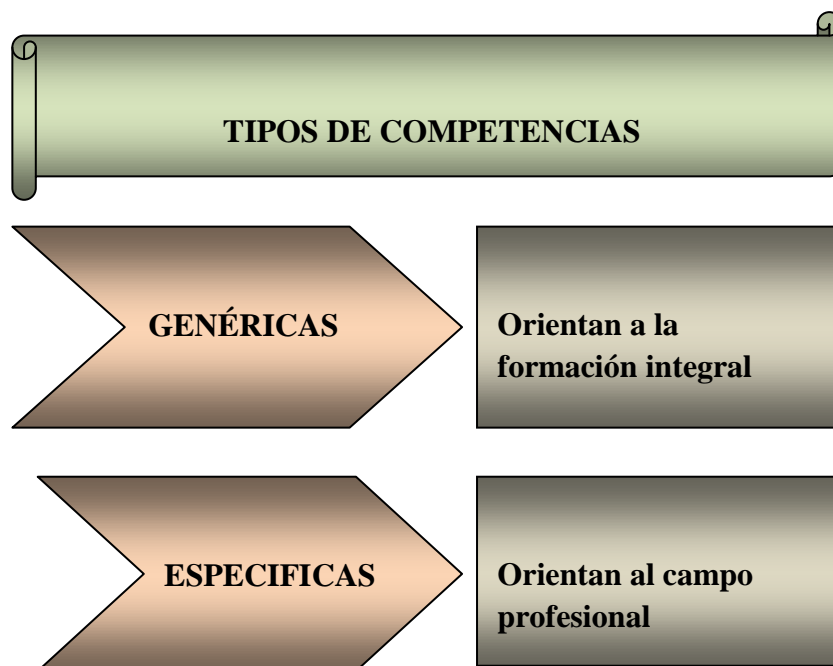 TIPOS DE COMPETENCIAS
GENÉRICAS
Orientan a la
formación integral
ESPECIFICAS
Orientan al campo
profesional